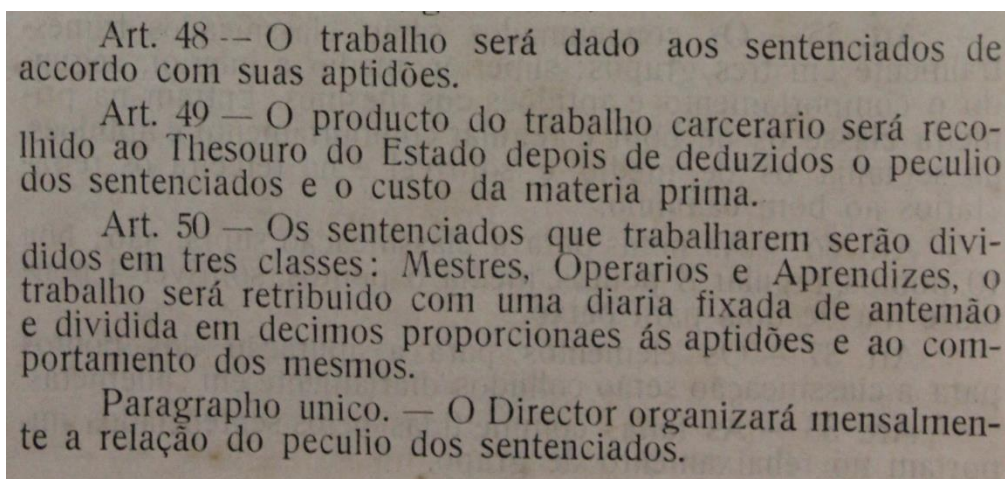 Art. 48 — O trabalho será dado aos sentenciados de
accordo com suas aptidões.
Art. 49 — O producto do trabalho carcerario será reco-
lhido ao Thesouro do Estado depois de deduzidos o peculio
dos sentenciados e o custo da materia prima.
Art. 50 — Os sentenciados que trabalharem serão divi-
didos em tres classes: Mestres, Operarios e Aprendizes, o
trabalho será retribuido com uma diaria fixada de antemão
e dividida em decimos proporcionaes ás aptidões e ao com-
portamento dos mesmos.
Paragrapho unico. — O Director organizará mensalmen-
te a relação do peculio dos sentenciados.